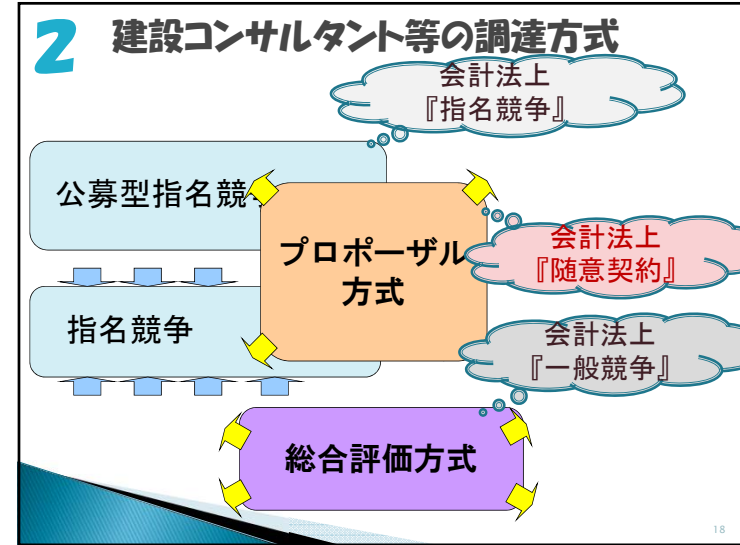 2 建設コンサルタント等の調達方式
会計法上
『指名競争』
公募型指名競
プロポーザル
方式
会計法上
『随意契約』
指名競争
会計法上
『一般競争』
総合評価方式
18